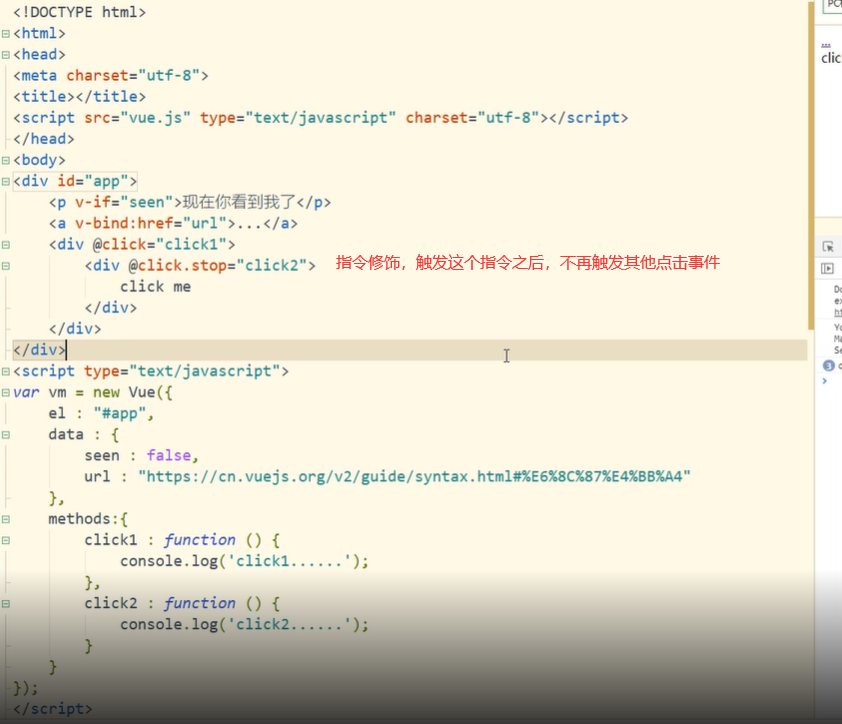 <!DOCTYPE html>
<html>
<head>
<meta charset="utf-8">
<title></title>
<script src="vue.js" type="text/javascript" charset="utf-8"></script>
</head>
<body>
<div id="app">
    <p v-if="seen">现在你看到我了</p>
    <a v-bind:href="url">...</a>
    <div @click="click1">
        <div @click.stop="click2"> 指令修饰，触发这个指令之后，不再触发其他点击事件
            click me
        </div>
    </div>
</div>
<script type="text/javascript">
var vm = new Vue({
    el : "#app",
    data : {
        seen : false,
        url : "https://cn.vuejs.org/v2/guide/syntax.html#%E6%8C%87%E4%BB%A4"
    },
    methods:{
        click1 : function () {
            console.log('click1......');
        },
        click2 : function () {
            console.log('click2......');
        }
    }
});
</script>
...
clic
3